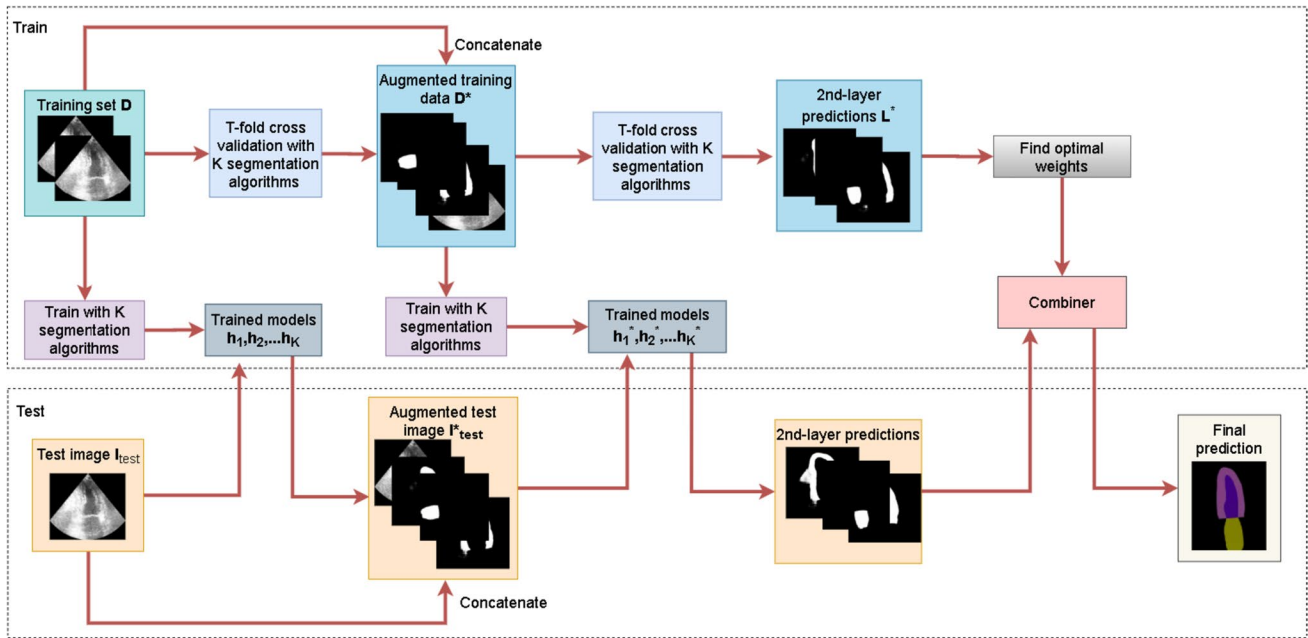 Train
Concatenate
Training set D
T-fold cross
validation with
K segmentation
algorithms
Augmented training
data D*
T-fold cross
validation with K
segmentation
algorithms
2nd-layer
predictions L*
Find optimal
weights
Train with K
segmentation
algorithms
Trained models
h1,h2,...hK
Train with K
segmentation
algorithms
Trained models
h1*,h2*,...hK*
Combiner
Test
Test image Itest
Augmented test
image I*test
Concatenate
2nd-layer predictions
Final
prediction